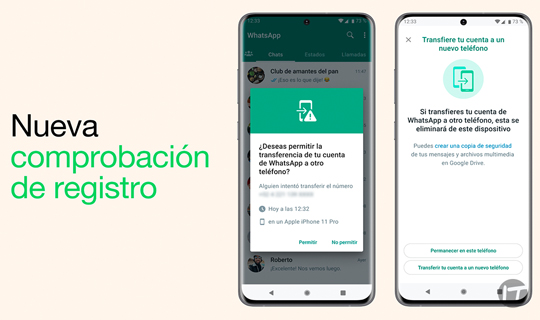 Nueva
comprobación
de registro
12:33
WhatsApp
Chats
Estados
Llamadas
Club de amantes del pan
11:47
¡Eso es lo que dije!
¿Deseas permitir la
transferencia de tu cuenta
de WhatsApp a otro
teléfono?
Alguien intentó transferir el número
Hoy a las 12:32
en un Apple iPhone 11 Pro
Permitir
No permitir
Roberto
¡Excelente! Nos vemos luego.
12:33
73 %
Transfiere tu cuenta a un
nuevo teléfono
Si transfieres tu cuenta de
WhatsApp a otro teléfono, esta se
eliminará de este dispositivo
Puedes crear una copia de seguridad
de tus mensajes y archivos multimedia
en Google Drive.
Permanecer en este teléfono
Transferir tu cuenta a un nuevo teléfono
IT